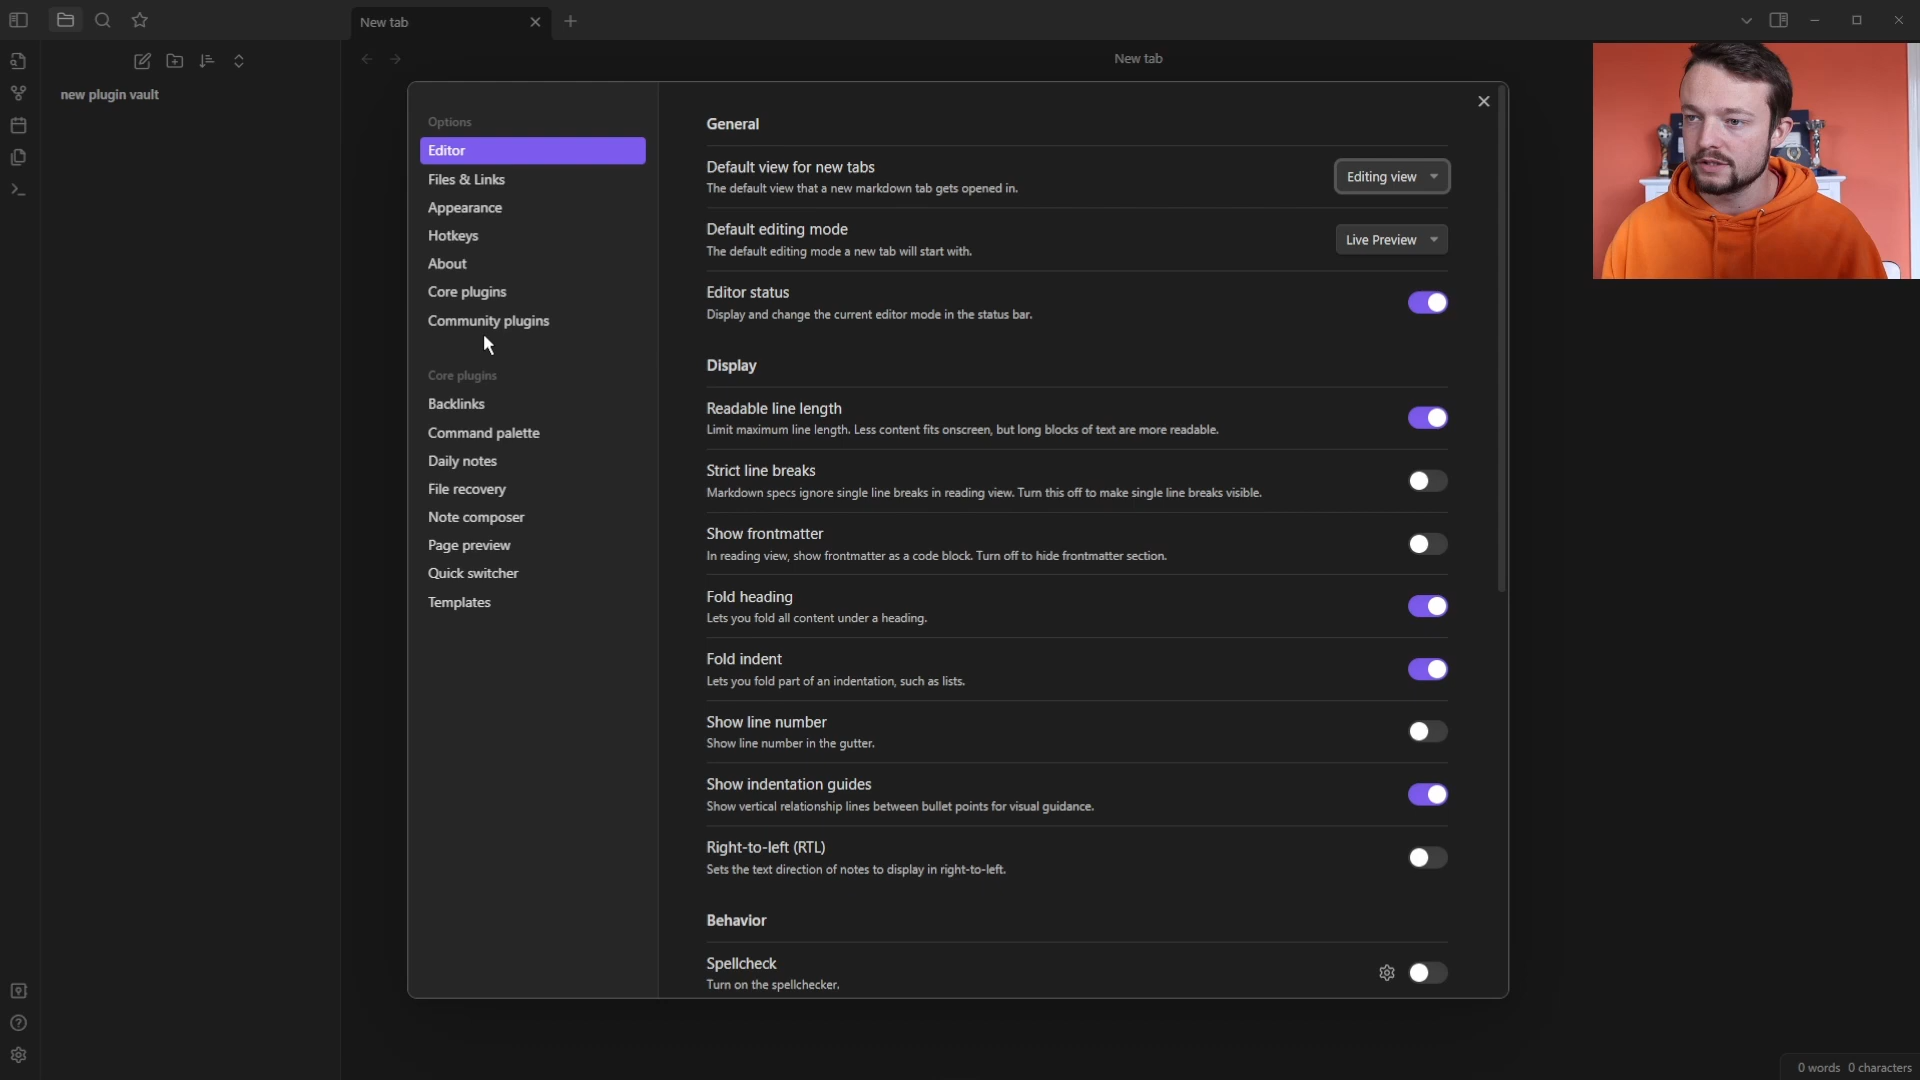 New tab
New tab
new plugin vault
Options
Editor
Files & Links
Appearance
Hotkeys
About
Core plugins
Community plugins
Core plugins
Backlinks
Command palette
Daily notes
File recovery
Note composer
Page preview
Quick switcher
Templates
General
Default view for new tabs
The default view that a new markdown tab gets opened in.
Editing view
Default editing mode
The default editing mode a new tab will start with.
Live Preview
Editor status
Display and change the current editor mode in the status bar.
Display
Readable line length
Limit maximum line length. Less content fits onscreen, but long blocks of text are more readable.
Strict line breaks
Markdown specs ignore single line breaks in reading view. Turn this off to make single line breaks visible.
Show frontmatter
In reading view, show frontmatter as a code block. Turn off to hide frontmatter section.
Fold heading
Lets you fold all content under a heading.
Fold indent
Lets you fold part of an indentation, such as lists.
Show line number
Show line number in the gutter.
Show indentation guides
Show vertical relationship lines between bullet points for visual guidance.
Right-to-left (RTL)
Sets the text direction of notes to display in right-to-left.
Behavior
Spellcheck
Turn on the spellchecker.
0 words 0 characters